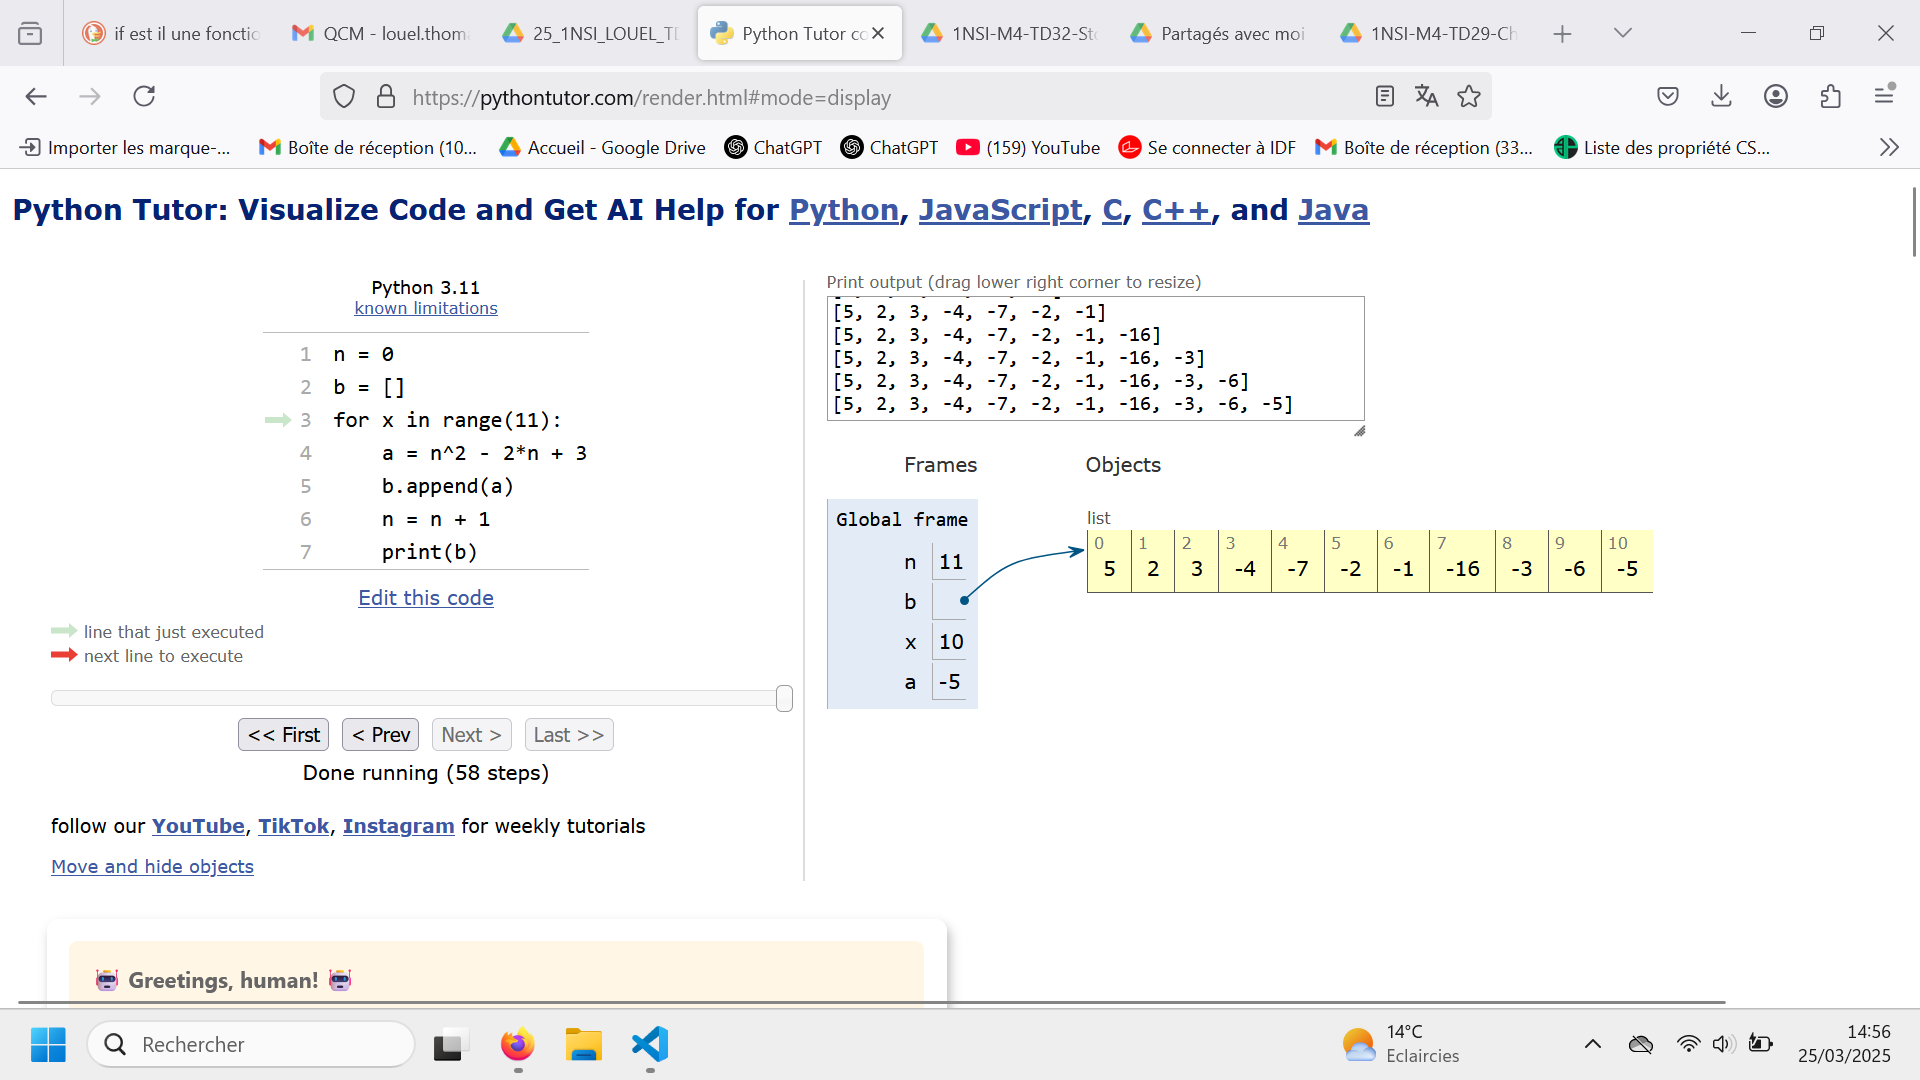 if est il une fonctio
QCM - louel.thom
25_1NSI_LOUEL_T
Python Tutor co
1NSI-M4-TD32-Sto
Partagés avec moi
1NSI-M4-TD29-Ch
https://pythontutor.com/render.html#mode=display
Importer les marque-...
Boîte de réception (10...
Accueil - Google Drive
ChatGPT
ChatGPT
(159) YouTube
Se connecter à IDF
Boîte de réception (33...
Liste des propriété CS...
Python Tutor: Visualize Code and Get AI Help for Python, JavaScript, C, C++, and Java
Python 3.11
known limitations
1 n = 0
2 b = []
3 for x in range(11):
4 a = n^2 - 2*n + 3
5 b.append(a)
6 n = n + 1
7 print(b)
Edit this code
line that just executed
next line to execute
<< First < Prev Next > Last >>
Done running (58 steps)
follow our YouTube, TikTok, Instagram for weekly tutorials
Move and hide objects
Print output (drag lower right corner to resize)
[5, 2, 3, -4, -7, -2, -1]
[5, 2, 3, -4, -7, -2, -1, -16]
[5, 2, 3, -4, -7, -2, -1, -16, -3]
[5, 2, 3, -4, -7, -2, -1, -16, -3, -6]
[5, 2, 3, -4, -7, -2, -1, -16, -3, -6, -5]
Frames Objects
Global frame
n 11
b
x 10
a -5
list
0 1 2 3 4 5 6 7 8 9 10
5 2 3 -4 -7 -2 -1 -16 -3 -6 -5
Greetings, human!
Rechercher
14°C
Eclaircies
14:56
25/03/2025